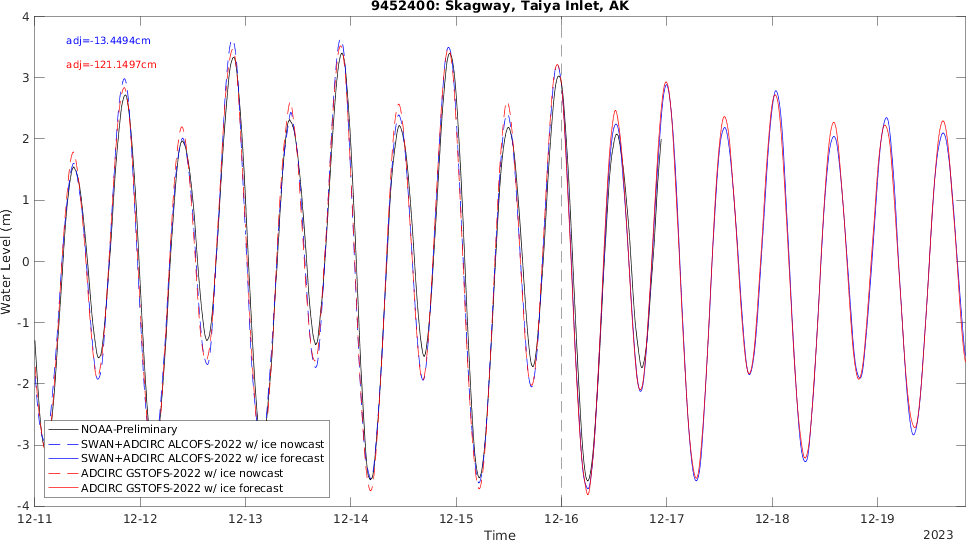 9452400: Skagway, Taiya Inlet, AK
4
3
2
1
0
-1
-2
-3
-4
Water Level (m)
adj=-13.4494cm
adj=-121.1497cm
NOAA-Preliminary
SWAN+ADCIRC ALCOFS-2022 w/ ice nowcast
SWAN+ADCIRC ALCOFS-2022 w/ ice forecast
ADCIRC GSTOFS-2022 w/ ice nowcast
ADCIRC GSTOFS-2022 w/ ice forecast
12-11 12-12 12-13 12-14 12-15 12-16 12-17 12-18 12-19
Time
2023